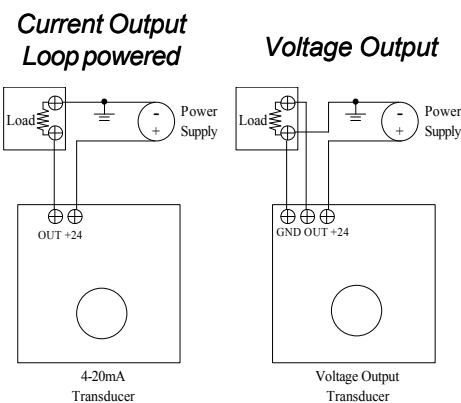 Current Output
Loop powered
Load
-
+
Power
Supply
OUT +24
4-20mA
Transducer
Voltage Output
Load
-
+
Power
Supply
GND OUT +24
Voltage Output
Transducer